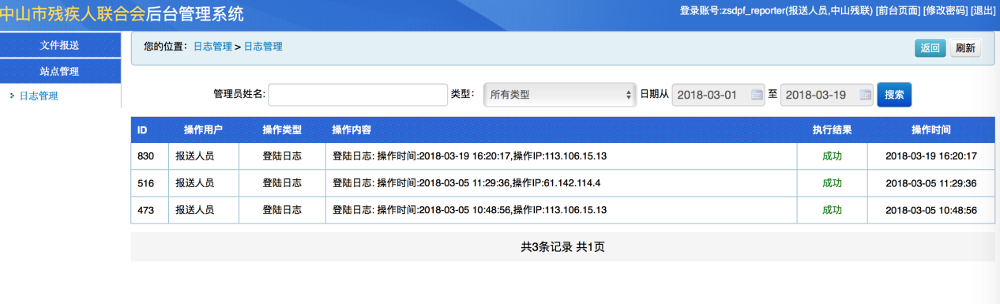 中山市残疾人联合会后台管理系统
登录账号:zsdpf_reporter(报送人员,中山残联) [前台页面] [修改密码] [退出]
文件报送
站点管理
日志管理
您的位置: 日志管理 > 日志管理
返回 刷新
管理员姓名: 类型: 所有类型 日期从 2018-03-01 至 2018-03-19 搜索
ID 操作用户 操作类型 操作内容 执行结果 操作时间
830 报送人员 登陆日志 登陆日志: 操作时间:2018-03-19 16:20:17,操作IP:113.106.15.13 成功 2018-03-19 16:20:17
516 报送人员 登陆日志 登陆日志: 操作时间:2018-03-05 11:29:36,操作IP:61.142.114.4 成功 2018-03-05 11:29:36
473 报送人员 登陆日志 登陆日志: 操作时间:2018-03-05 10:48:56,操作IP:113.106.15.13 成功 2018-03-05 10:48:56
共3条记录 共1页